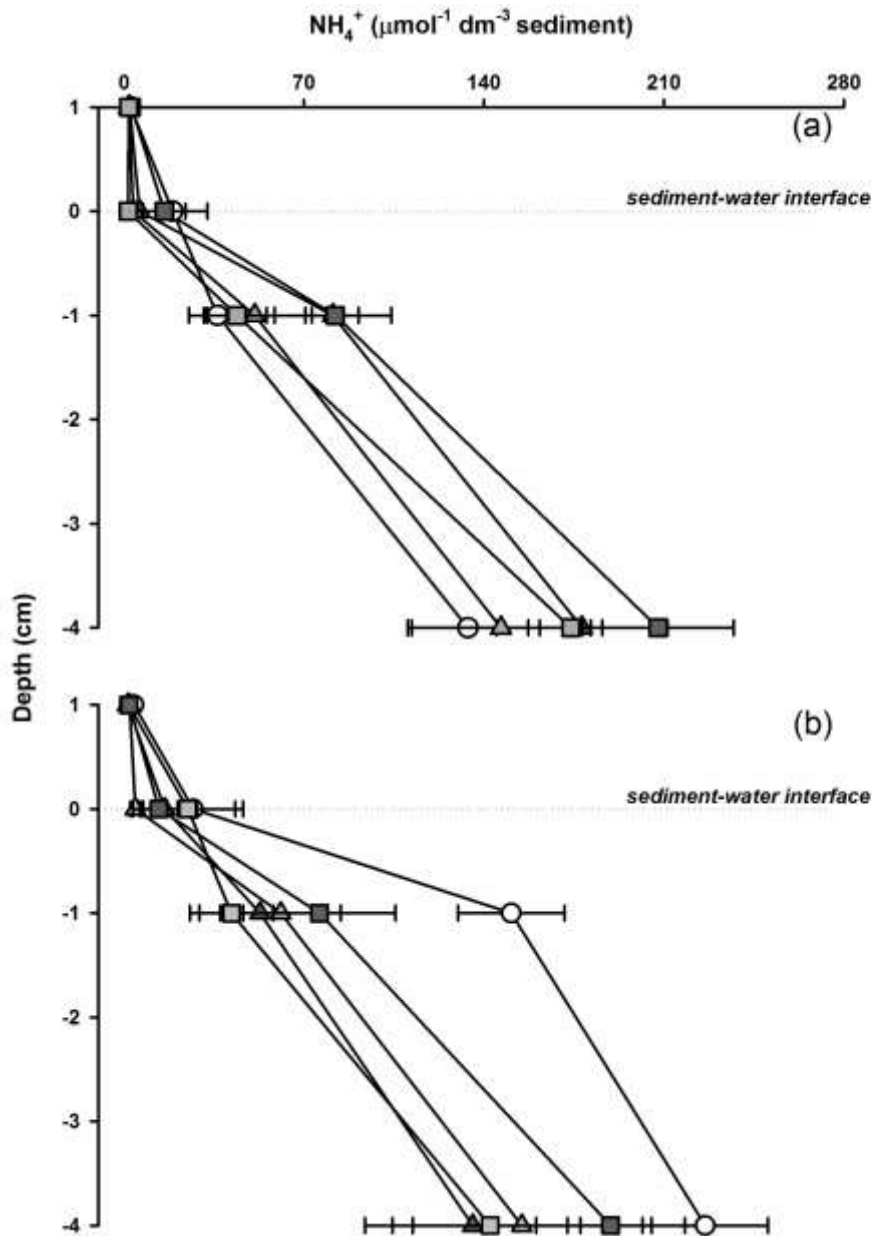 NH₄⁺ (μmol⁻¹ dm⁻³ sediment)
0 70 140 210 280
1
(a)
0
sediment-water interface
-1
-2
-3
-4
Depth (cm)
1
(b)
0
sediment-water interface
-1
-2
-3
-4